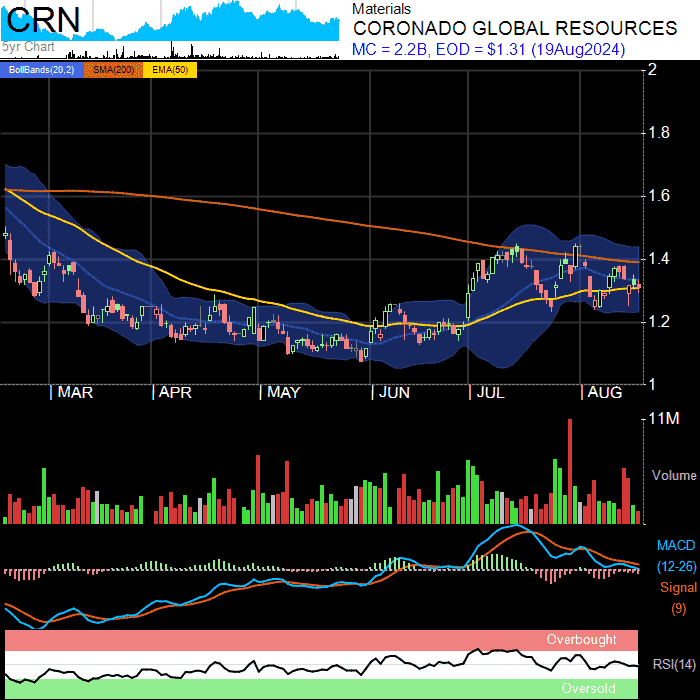 CRN
5yr Chart
Materials
CORONADO GLOBAL RESOURCES
MC = 2.2B, EOD = $1.31 (19Aug2024)
BollBands(20,2) SMA(200) EMA(50)
2
1.8
1.6
1.4
1.2
1
MAR APR MAY JUN JUL AUG
11M
Volume
MACD
(12-26)
Signal
(9)
Overbought
RSI(14)
Oversold